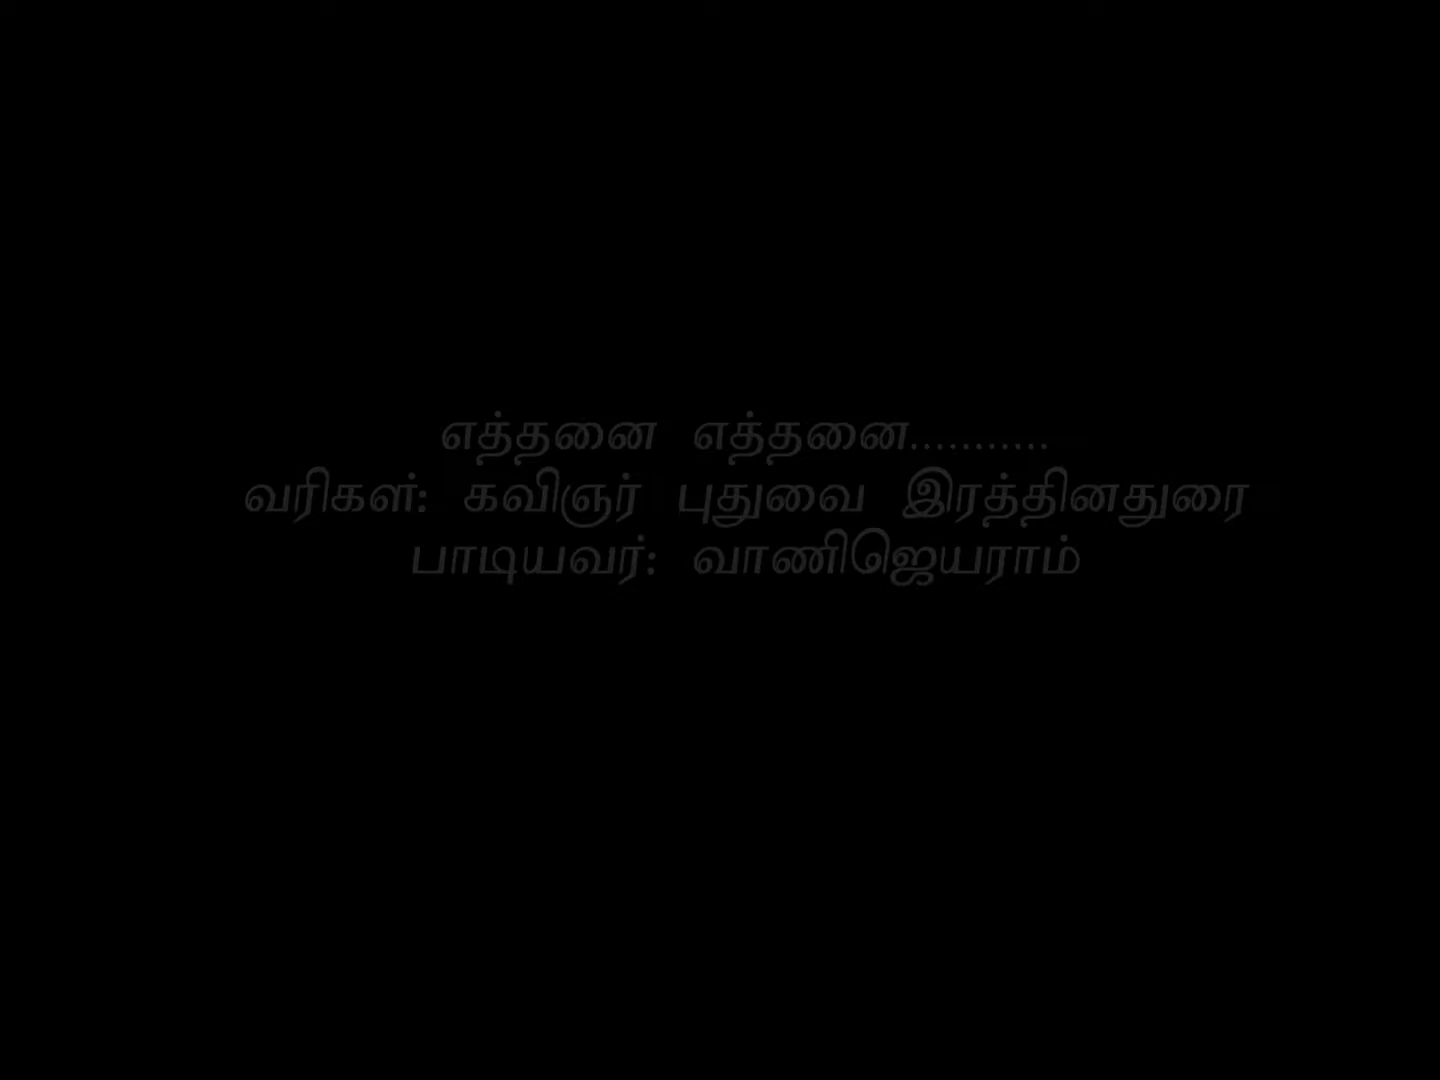 எத்தனை எத்தனை...........
வரிகள்: கவிஞர் புதுவை இரத்தினதுரை
பாடியவர்: வாணிஜெயராம்